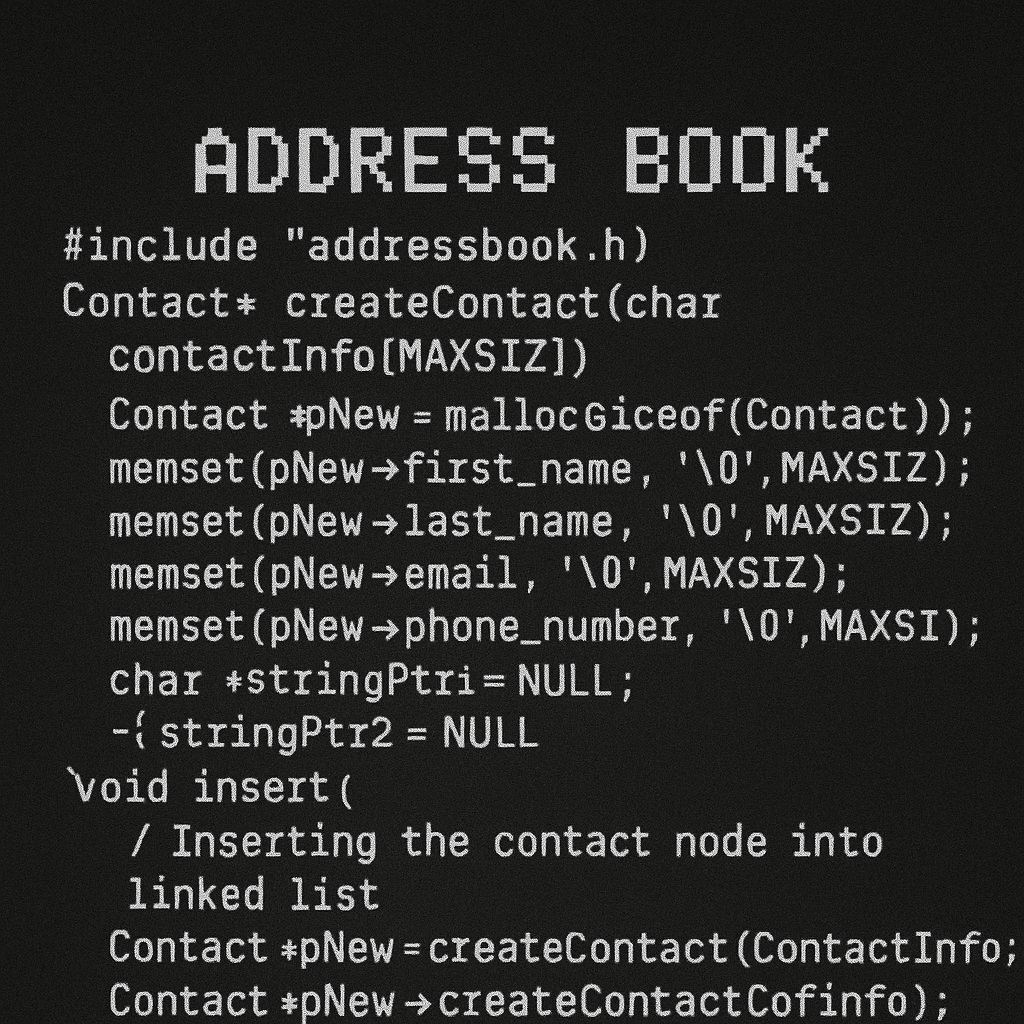 ADDRESS BOOK
#include "addressbook.h)
Contact* createContact(char
contactInfo[MAXSIZ])
Contact *pNew = mallocGiceof(Contact));
memset(pNew→first_name, '\0',MAXSIZ);
memset(pNew→last_name, '\0',MAXSIZ);
memset(pNew→email, '\0',MAXSIZ);
memset(pNew→phone_number, '\0',MAXSI);
char *stringPtri=NULL;
-{stringPtr2 = NULL
`void insert(
/ Inserting the contact node into
linked list
Contact *pNew=createContact(ContactInfo;
Contact *pNew→createContactCofinfo);